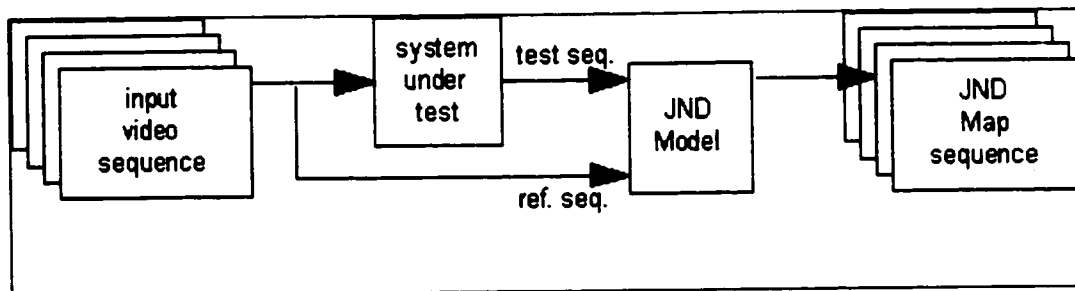 input
video
sequence
system
under
test
test seq.
ref. seq.
JND
Model
JND
Map
sequence